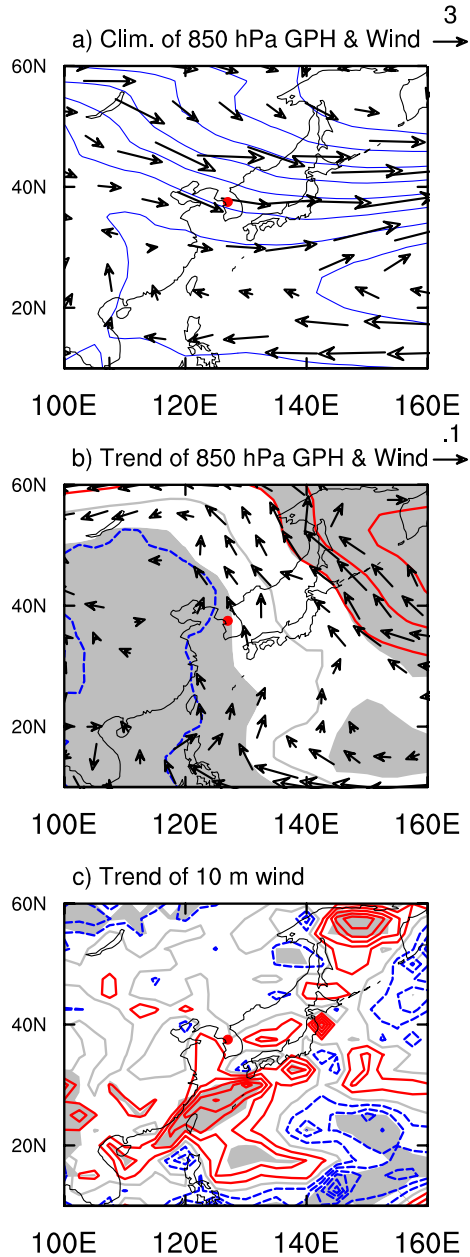 3
a) Clim. of 850 hPa GPH & Wind
60N
40N
20N
100E 120E 140E 160E
.1
b) Trend of 850 hPa GPH & Wind
60N
40N
20N
100E 120E 140E 160E
c) Trend of 10 m wind
60N
40N
20N
100E 120E 140E 160E